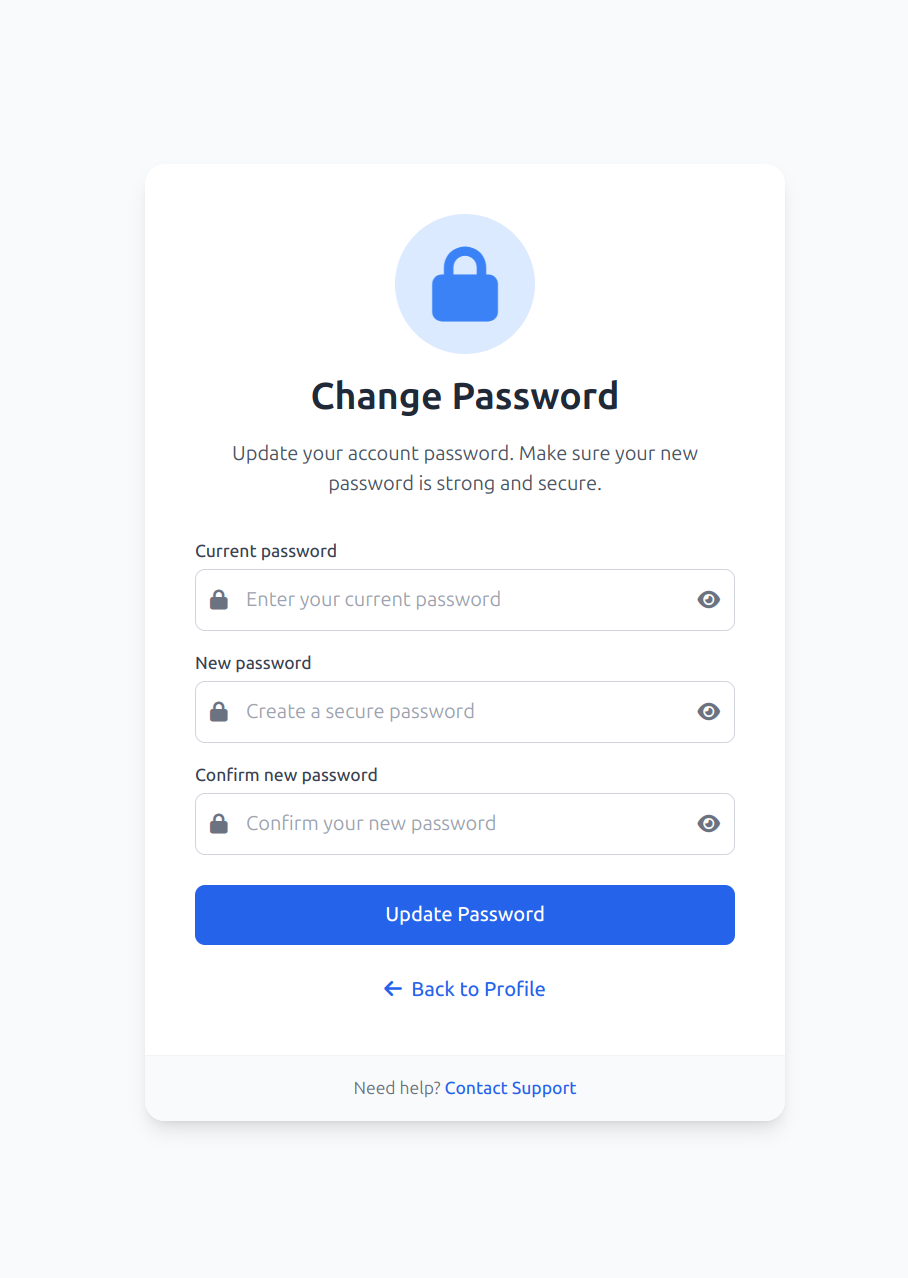 Change Password
Update your account password. Make sure your new
password is strong and secure.
Current password
Enter your current password
New password
Create a secure password
Confirm new password
Confirm your new password
Update Password
Back to Profile
Need help? Contact Support